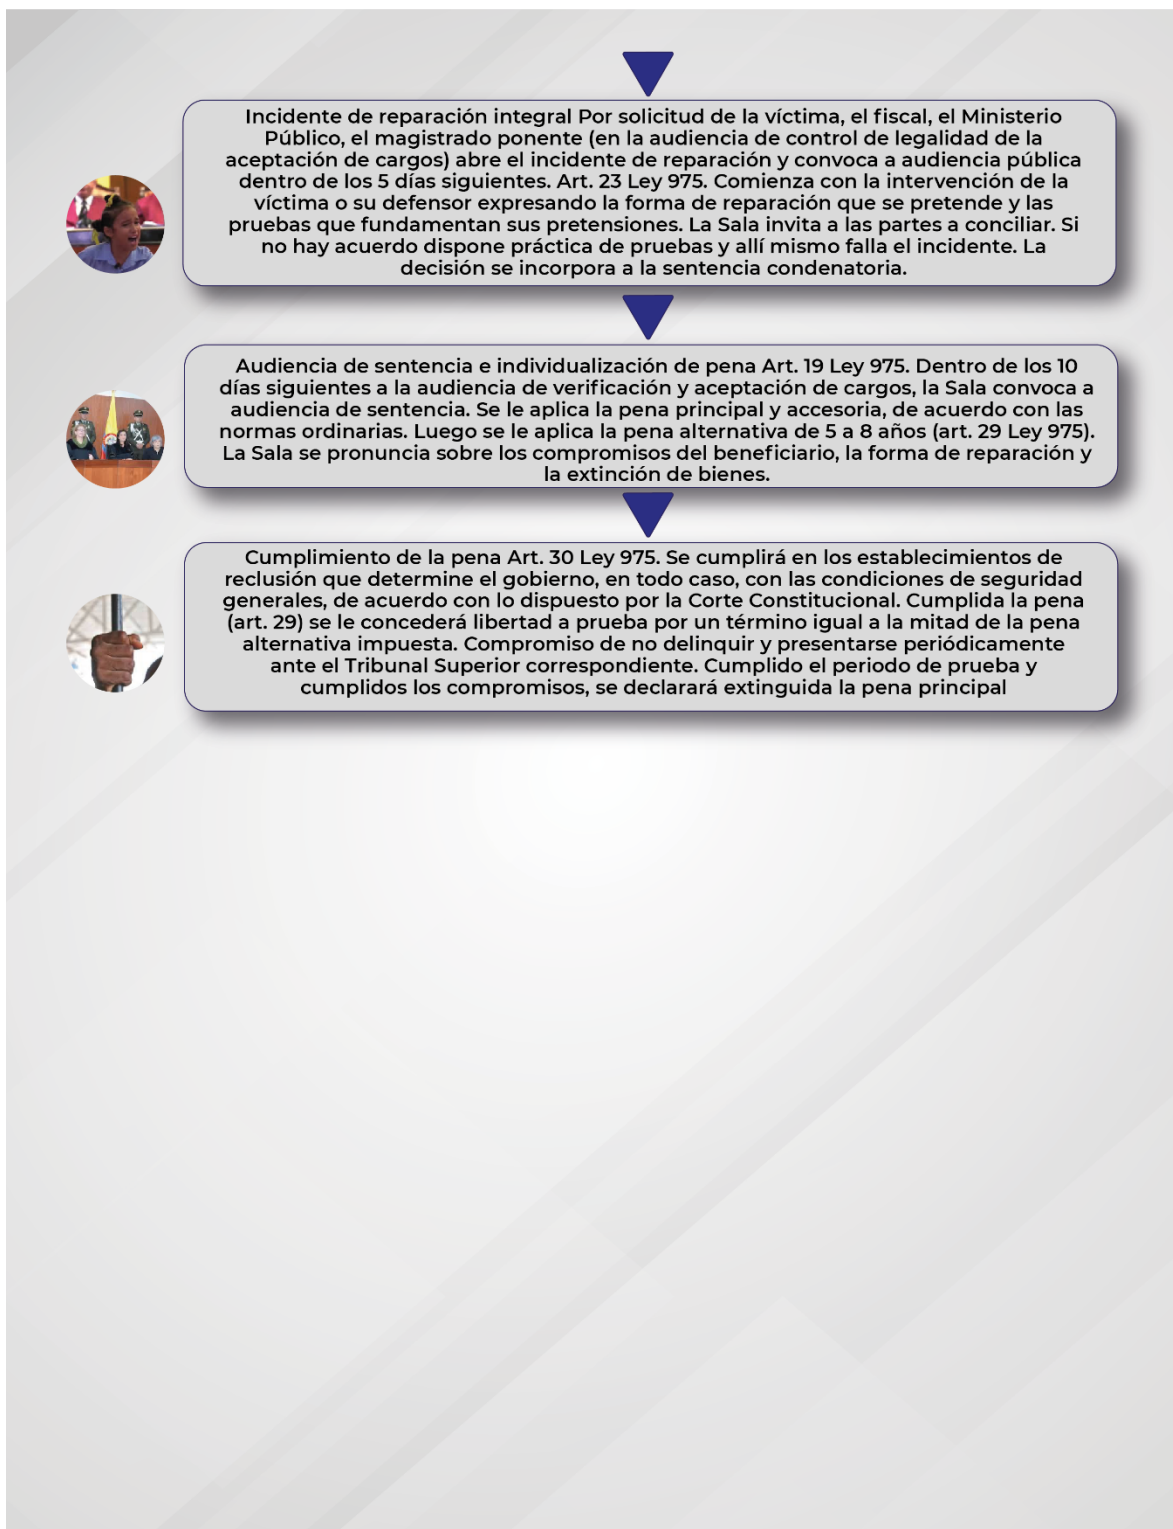 Incidente de reparación integral Por solicitud de la víctima, el fiscal, el Ministerio
Público, el magistrado ponente (en la audiencia de control de legalidad de la
aceptación de cargos) abre el incidente de reparación y convoca a audiencia pública
dentro de los 5 días siguientes. Art. 23 Ley 975. Comienza con la intervención de la
víctima o su defensor expresando la forma de reparación que se pretende y las
pruebas que fundamentan sus pretensiones. La Sala invita a las partes a conciliar. Si
no hay acuerdo dispone práctica de pruebas y allí mismo falla el incidente. La
decisión se incorpora a la sentencia condenatoria.
Audiencia de sentencia e individualización de pena Art. 19 Ley 975. Dentro de los 10
días siguientes a la audiencia de verificación y aceptación de cargos, la Sala convoca a
audiencia de sentencia. Se le aplica la pena principal y accesoria, de acuerdo con las
normas ordinarias. Luego se le aplica la pena alternativa de 5 a 8 años (art. 29 Ley 975).
La Sala se pronuncia sobre los compromisos del beneficiario, la forma de reparación y
la extinción de bienes.
Cumplimiento de la pena Art. 30 Ley 975. Se cumplirá en los establecimientos de
reclusión que determine el gobierno, en todo caso, con las condiciones de seguridad
generales, de acuerdo con lo dispuesto por la Corte Constitucional. Cumplida la pena
(art. 29) se le concederá libertad a prueba por un término igual a la mitad de la pena
alternativa impuesta. Compromiso de no delinquir y presentarse periódicamente
ante el Tribunal Superior correspondiente. Cumplido el periodo de prueba y
cumplidos los compromisos, se declarará extinguida la pena principal